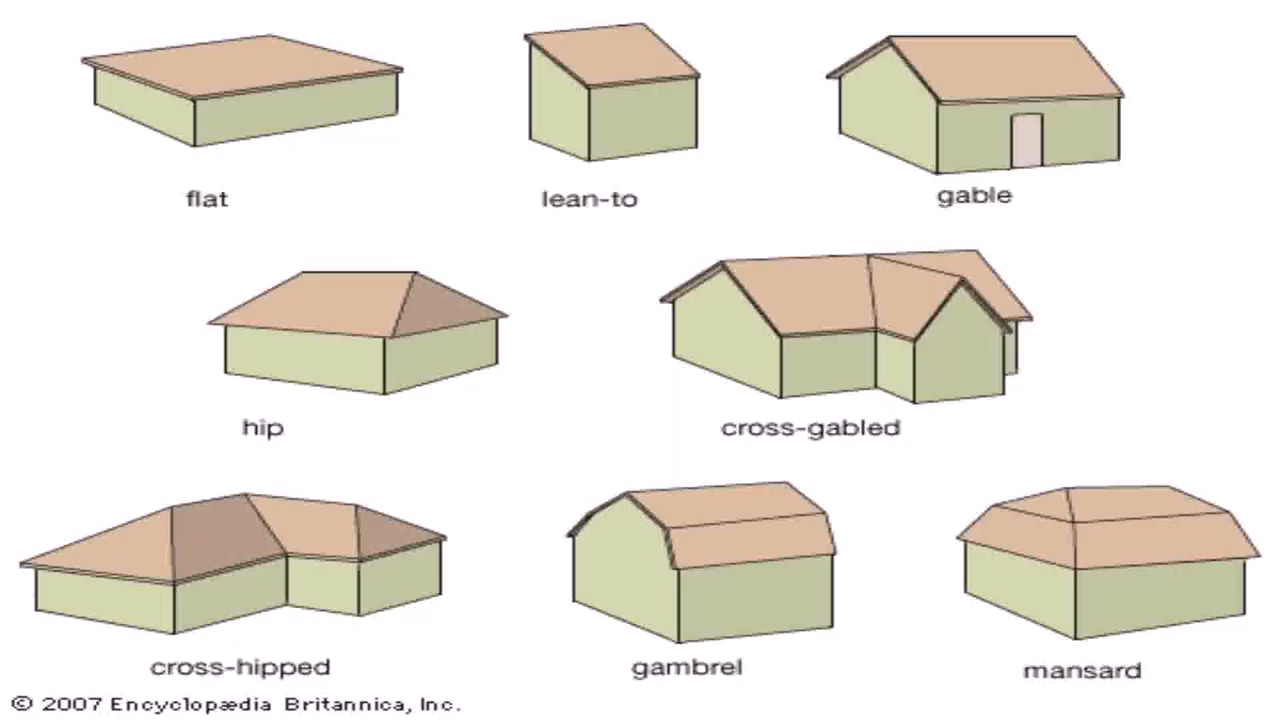 flat
lean-to
gable
hip
cross-gabled
cross-hipped
gambrel
mansard
© 2007 Encyclopædia Britannica, Inc.